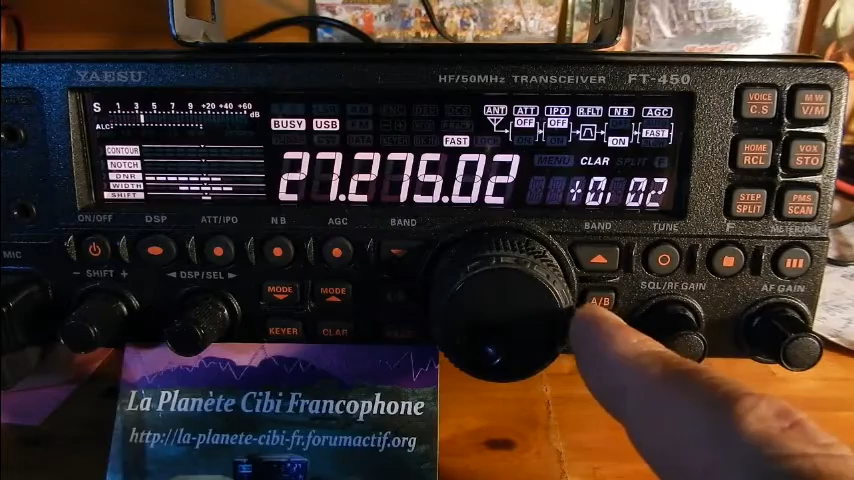 YAESU
HF/50MHz TRANSCEIVER FT-450
S 1 3 5 7 9 +20 +40 +60 dB
ALC
BUSY USB
FAST
ANT ATT IPO R.FLT NB AGC
OFF OFF
ON ON FAST
CONTOUR
NOTCH
DNR
WIDTH
SHIFT
MENU CLAR SPLIT
27.275.02
VOICE C.S
M W V/M
HOME RCL
VOX STO
STEP SPLIT
PMS SCAN
ON/OFF DSP ATT/IPO NB AGC BAND
BAND TUNE F METER/DIM
MIC
- SHIFT +
◄DSP/SEL►
MODE
MODE
A/B
SQL/RF GAIN
AF GAIN
KEYER
CLAR
La Planète Cibi Francophone
http://la-planete-cibi-fr.forumactif.org